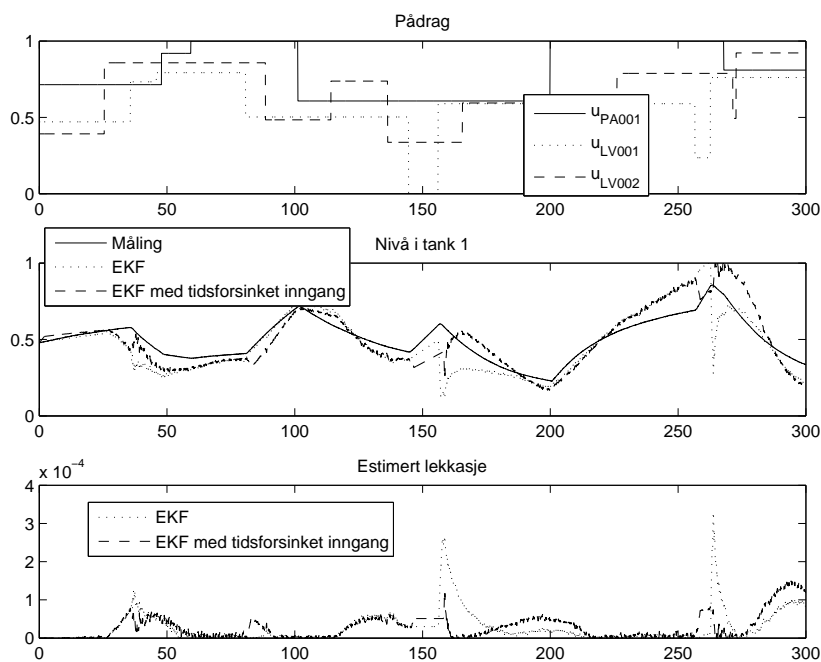 Pådrag
1
0.5
0
0 50 100 150 200 250 300
u_PA001
u_LV001
u_LV002
Nivå i tank 1
1
0.5
0
0 50 100 150 200 250 300
Måling
EKF
EKF med tidsforsinket inngang
Estimert lekkasje
x 10^-4
4
3
2
1
0
0 50 100 150 200 250 300
EKF
EKF med tidsforsinket inngang